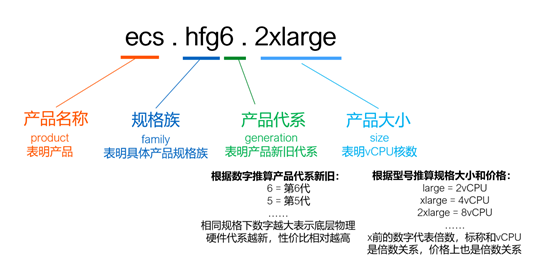 ecs . hfg6 . 2xlarge
产品名称
product
表明产品
规格族
family
表明具体产品规格族
产品代系
generation
表明产品新旧代系
产品大小
size
表明vCPU核数
根据数字推算产品代系新旧：
6 = 第6代
5 = 第5代
……
相同规格下数字越大表示底层物理
硬件代系越新，性价比相对越高
根据型号推算规格大小和价格：
large = 2vCPU
xlarge = 4vCPU
2xlarge = 8vCPU
……
x前的数字代表倍数，标称和vCPU
是倍数关系，价格上也是倍数关系